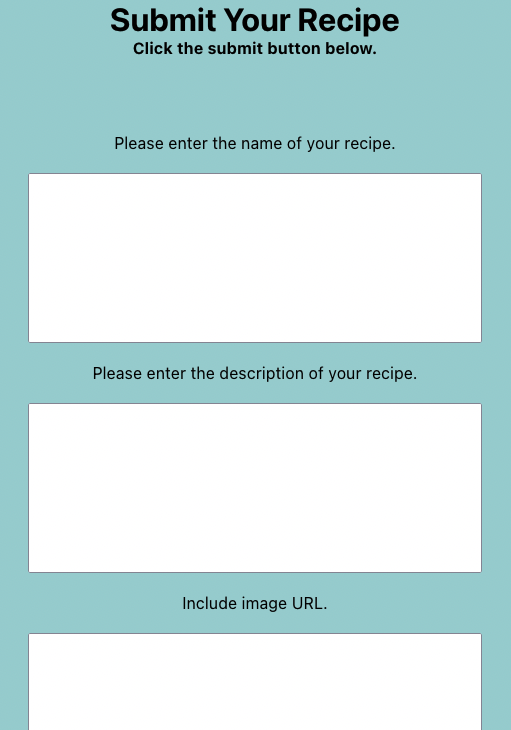 Submit Your Recipe
Click the submit button below.
Please enter the name of your recipe.
Please enter the description of your recipe.
Include image URL.